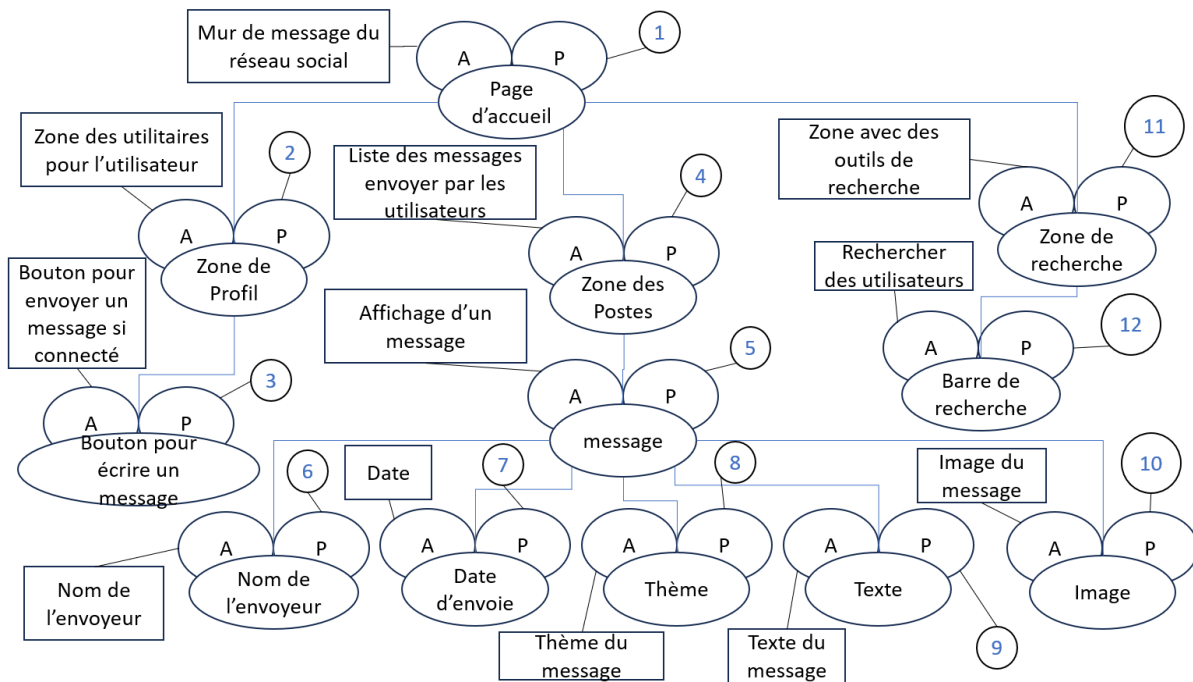 Mur de message du
réseau social
A
P
1
Page
d'accueil
Zone des utilitaires
pour l'utilisateur
2
A
P
Zone de
Profil
Liste des messages
envoyer par les
utilisateurs
4
A
P
Zone des
Postes
Zone avec des
outils de
recherche
11
A
P
Zone de
recherche
Bouton pour
envoyer un
message si
connecté
3
A
P
Bouton pour
écrire un
message
Affichage d'un
message
5
A
P
message
Rechercher
des utilisateurs
12
A
P
Barre de
recherche
Nom de
l'envoyeur
6
A
P
Nom de
l'envoyeur
Date
7
A
P
Date
d'envoie
8
A
P
Thème
Thème du
message
A
P
Texte
Texte du
message
9
Image du
message
10
A
P
Image